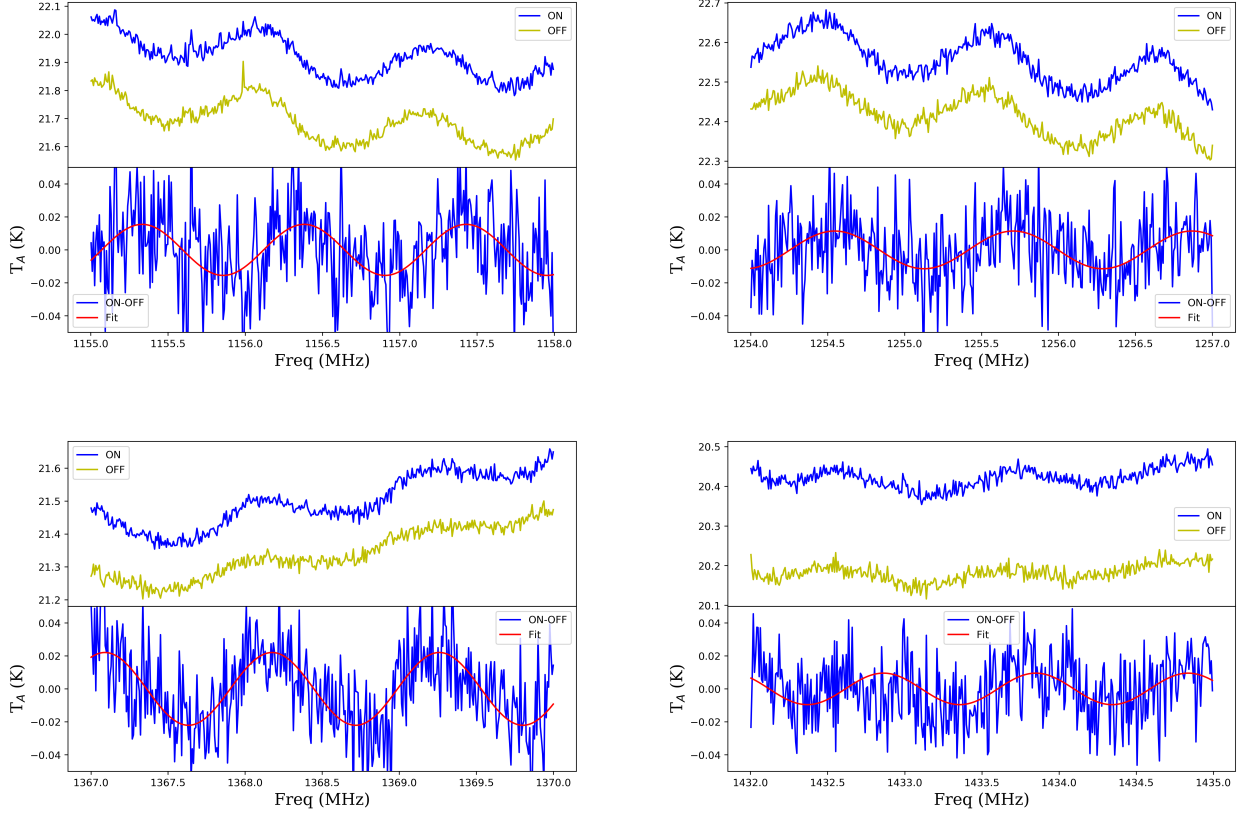 22.1
22.0
21.9
21.8
21.7
21.6
ON
OFF
0.04
0.02
0.00
−0.02
−0.04
T_A (K)
ON-OFF
Fit
1155.0 1155.5 1156.0 1156.5 1157.0 1157.5 1158.0
Freq (MHz)
22.7
22.6
22.5
22.4
22.3
ON
OFF
0.04
0.02
0.00
−0.02
−0.04
T_A (K)
ON-OFF
Fit
1254.0 1254.5 1255.0 1255.5 1256.0 1256.5 1257.0
Freq (MHz)
21.6
21.5
21.4
21.3
21.2
ON
OFF
0.04
0.02
0.00
−0.02
−0.04
T_A (K)
ON-OFF
Fit
1367.0 1367.5 1368.0 1368.5 1369.0 1369.5 1370.0
Freq (MHz)
20.5
20.4
20.3
20.2
20.1
ON
OFF
0.04
0.02
0.00
−0.02
−0.04
T_A (K)
ON-OFF
Fit
1432.0 1432.5 1433.0 1433.5 1434.0 1434.5 1435.0
Freq (MHz)